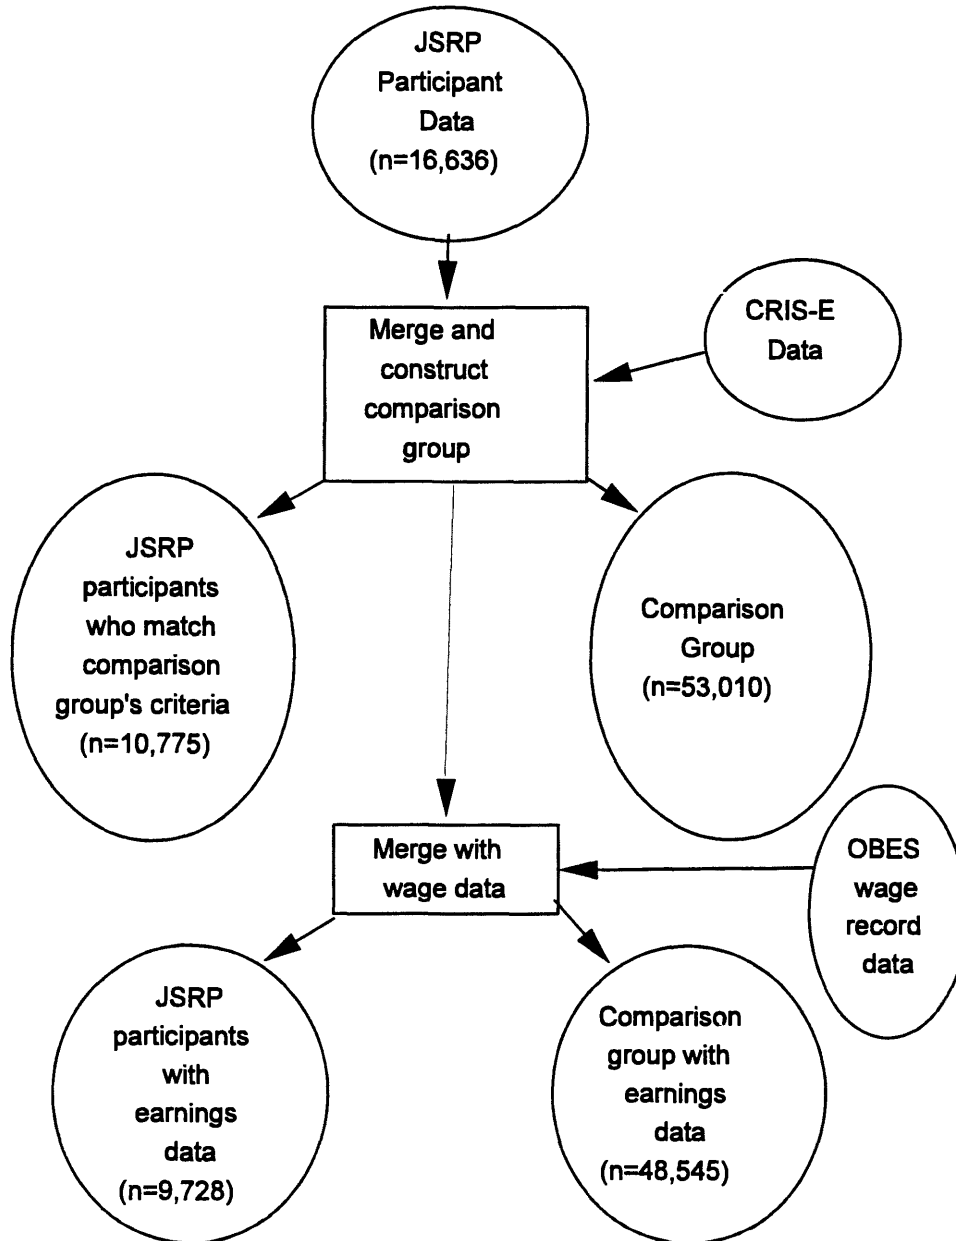 JSRP
Participant
Data
(n=16,636)
CRIS-E
Data
Merge and
construct
comparison
group
JSRP
participants
who match
comparison
group's criteria
(n=10,775)
Comparison
Group
(n=53,010)
Merge with
wage data
OBES
wage
record
data
JSRP
participants
with
earnings
data
(n=9,728)
Comparison
group with
earnings
data
(n=48,545)